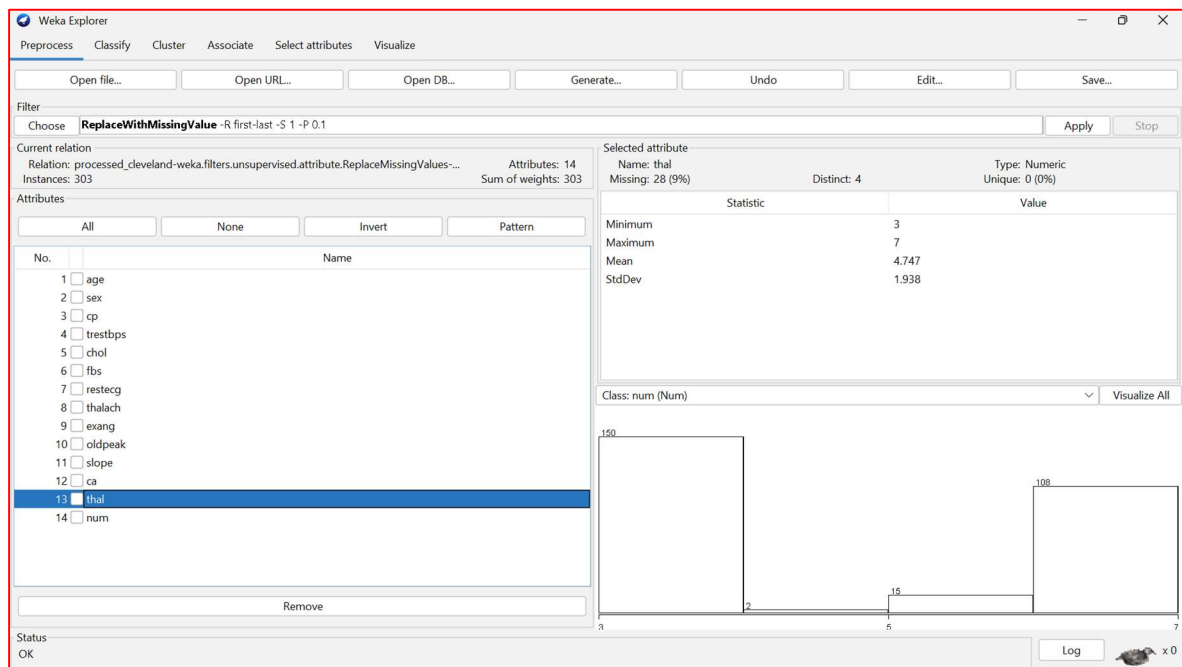 Weka Explorer
Preprocess Classify Cluster Associate Select attributes Visualize
Open file... Open URL... Open DB... Generate... Undo Edit... Save...
Filter
Choose ReplaceWithMissingValue -R first-last -S 1 -P 0.1 Apply Stop
Current relation
Relation: processed_cleveland-weka.filters.unsupervised.attribute.ReplaceMissingValues-... Attributes: 14
Instances: 303 Sum of weights: 303
Attributes
All None Invert Pattern
No. Name
1 age
2 sex
3 cp
4 trestbps
5 chol
6 fbs
7 restecg
8 thalach
9 exang
10 oldpeak
11 slope
12 ca
13 thal
14 num
Remove
Selected attribute
Name: thal Type: Numeric
Missing: 28 (9%) Distinct: 4 Unique: 0 (0%)
Statistic Value
Minimum 3
Maximum 7
Mean 4.747
StdDev 1.938
Class: num (Num) Visualize All
150
108
15
2
3 5 7
Status
OK Log x 0